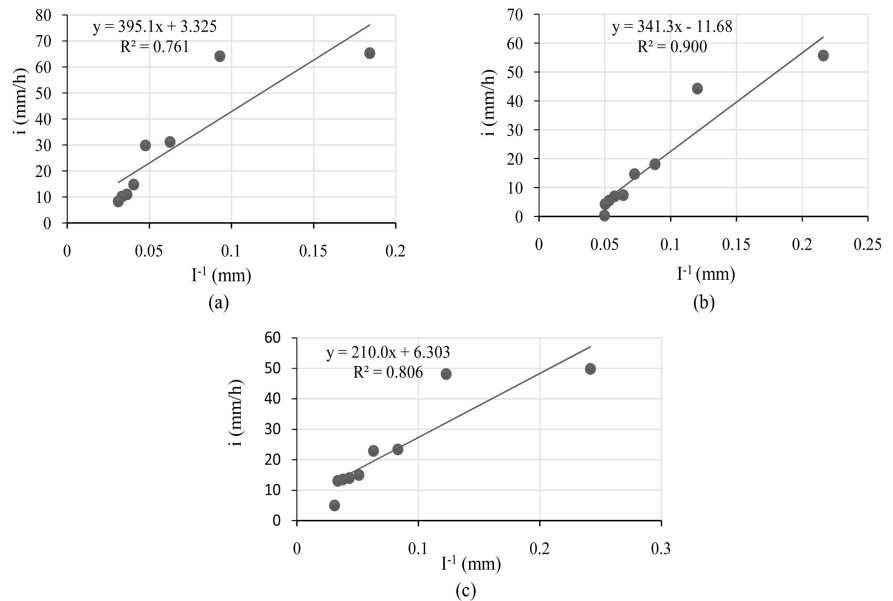 y = 395.1x + 3.325
R² = 0.761
80
70
60
50
40
30
20
10
0
i (mm/h)
0 0.05 0.1 0.15 0.2
I⁻¹ (mm)
(a)
y = 341.3x - 11.68
R² = 0.900
70
60
50
40
30
20
10
0
i (mm/h)
0 0.05 0.1 0.15 0.2 0.25
I⁻¹ (mm)
(b)
y = 210.0x + 6.303
R² = 0.806
60
50
40
30
20
10
0
i (mm/h)
0 0.1 0.2 0.3
I⁻¹ (mm)
(c)